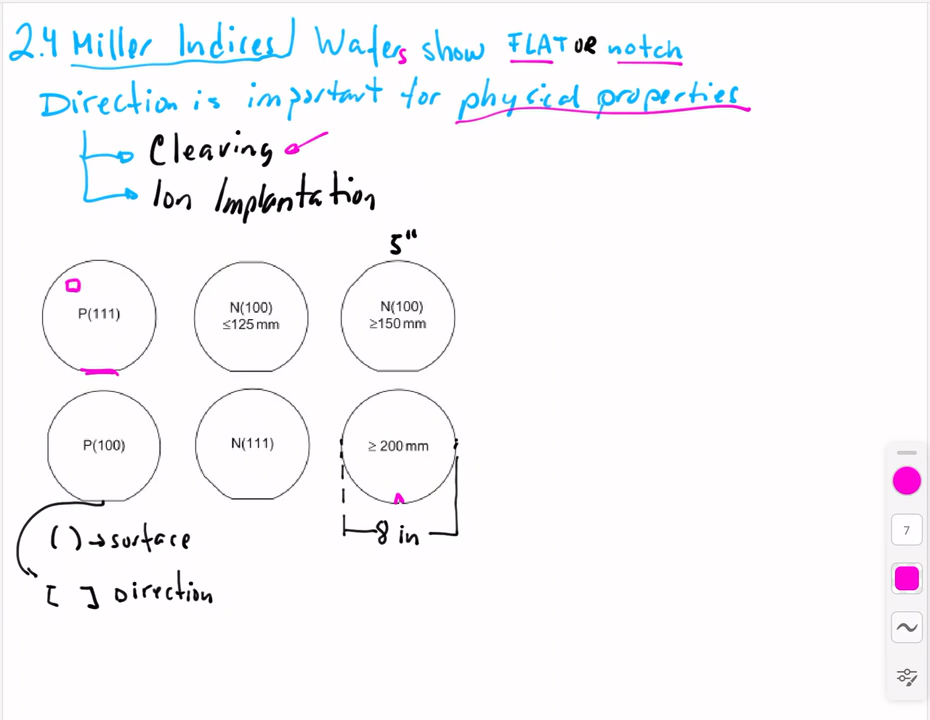 2.4 Miller Indices Wafers show FLAT OR notch
Direction is important for physical properties
Cleaving
Ion Implantation
5"
P(111)
N(100)
≤125 mm
N(100)
≥150 mm
P(100)
N(111)
≥ 200 mm
8 in
( ) → surface
[ ] Direction
7